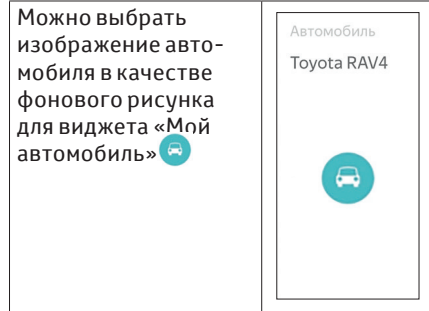 Можно выбрать
изображение авто-
мобиля в качестве
фонового рисунка
для виджета «Мой
автомобиль»
Автомобиль
Toyota RAV4